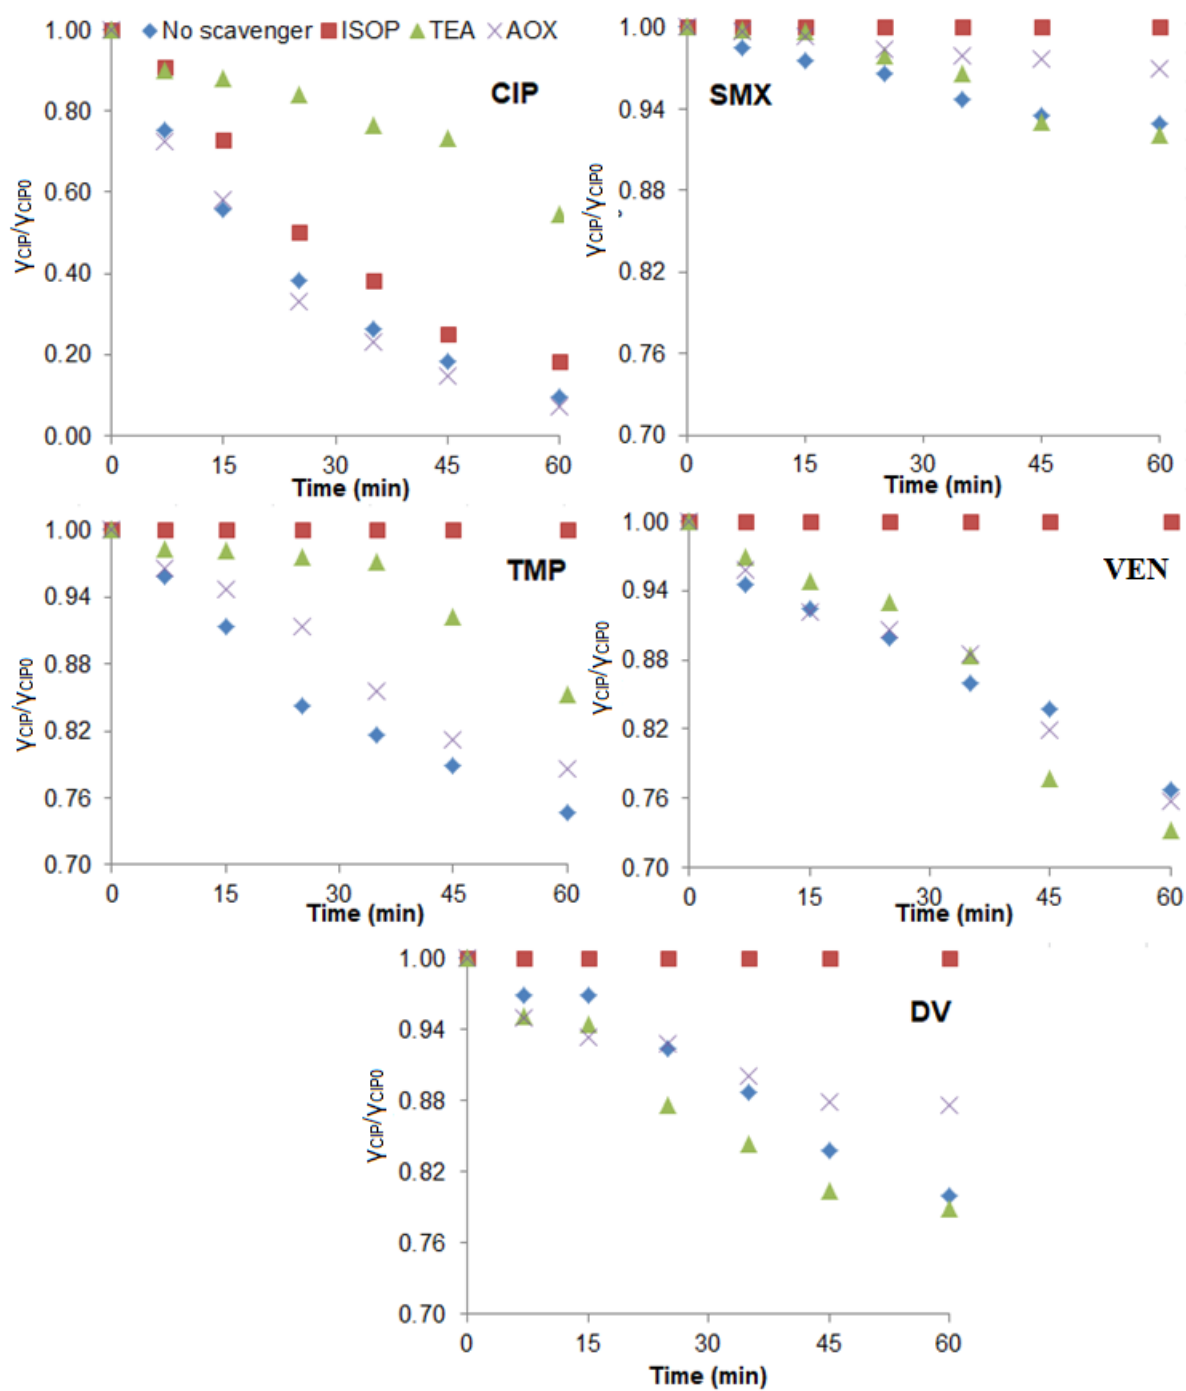 1.00 No scavenger ISOP TEA AOX
CIP
0.80
0.60
0.40
0.20
0.00
0 15 30 45 60
Time (min)
γCIP/γCIP0
1.00
SMX
0.94
0.88
0.82
0.76
0.70
0 15 30 45 60
Time (min)
γCIP/γCIP0
1.00
TMP
0.94
0.88
0.82
0.76
0.70
0 15 30 45 60
Time (min)
γCIP/γCIP0
1.00
VEN
0.94
0.88
0.82
0.76
0.70
0 15 30 45 60
Time (min)
γCIP/γCIP0
1.00
DV
0.94
0.88
0.82
0.76
0.70
0 15 30 45 60
Time (min)
γCIP/γCIP0